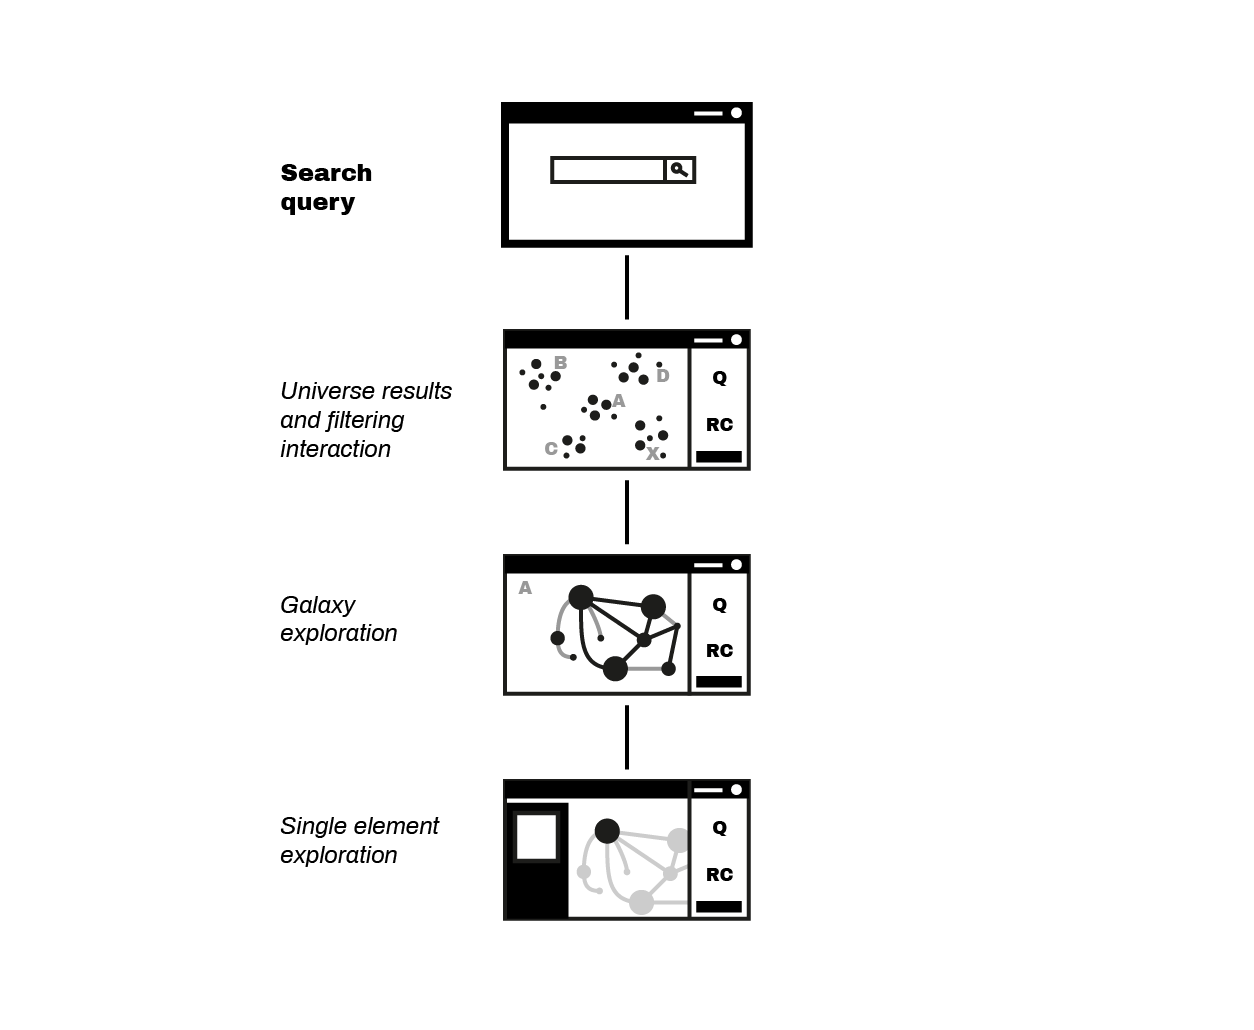 Search
query
Universe results
and filtering
interaction
B
D
A
C
X
Q
RC
Galaxy
exploration
A
Q
RC
Single element
exploration
Q
RC